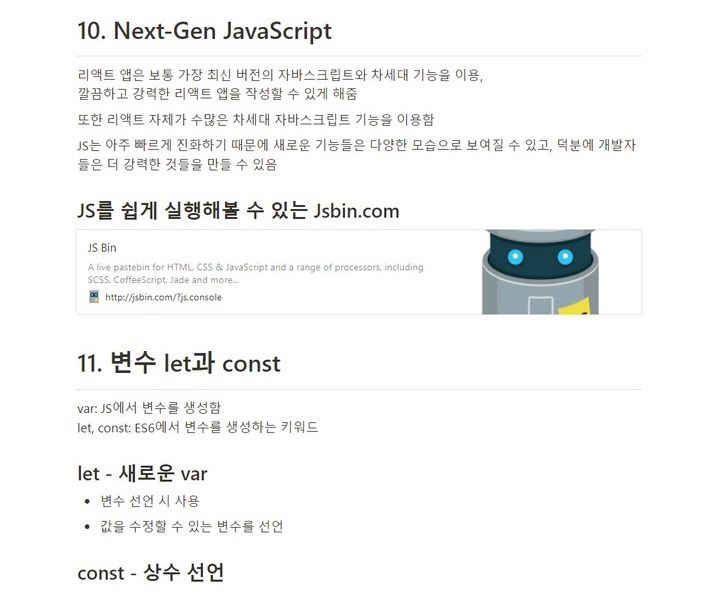 10. Next-Gen JavaScript
리액트 앱은 보통 가장 최신 버전의 자바스크립트와 차세대 기능을 이용,
깔끔하고 강력한 리액트 앱을 작성할 수 있게 해줌
또한 리액트 자체가 수많은 차세대 자바스크립트 기능을 이용함
JS는 아주 빠르게 진화하기 때문에 새로운 기능들은 다양한 모습으로 보여질 수 있고, 덕분에 개발자
들은 더 강력한 것들을 만들 수 있음
JS를 쉽게 실행해볼 수 있는 Jsbin.com
JS Bin
A live pastebin for HTML, CSS & JavaScript and a range of processors, including
SCSS, CoffeeScript, Jade and more...
http://jsbin.com/?js,console
11. 변수 let과 const
var: JS에서 변수를 생성함
let, const: ES6에서 변수를 생성하는 키워드
let - 새로운 var
• 변수 선언 시 사용
• 값을 수정할 수 있는 변수를 선언
const - 상수 선언